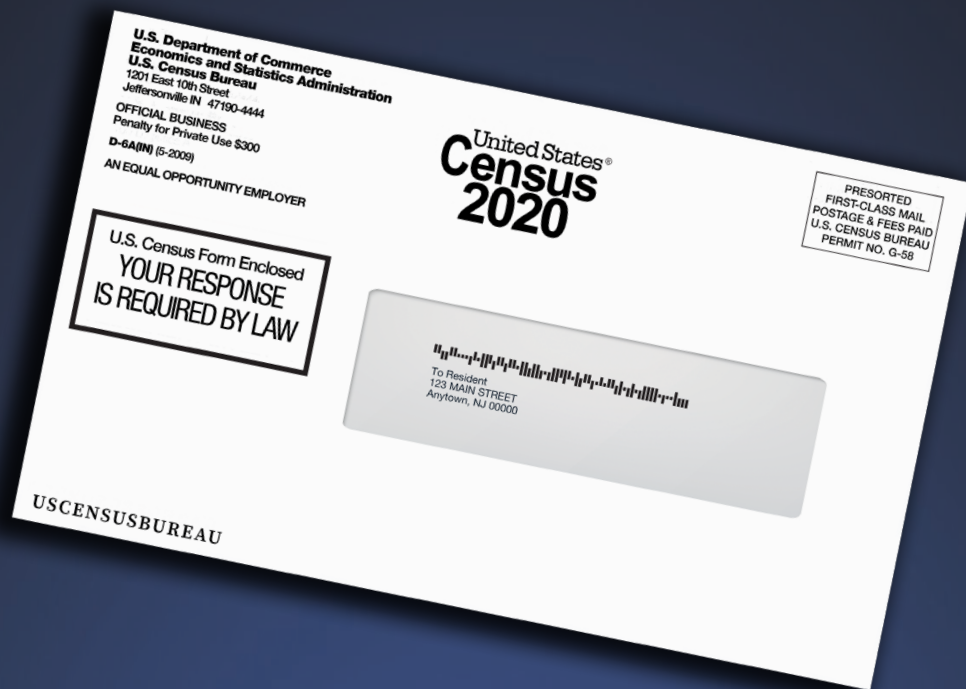 U.S. Department of Commerce
Economics and Statistics Administration
U.S. Census Bureau
1201 East 10th Street
Jeffersonville IN 47190-4444
OFFICIAL BUSINESS
Penalty for Private Use $300
D-6A(IN) (5-2009)
AN EQUAL OPPORTUNITY EMPLOYER
United States®
Census
2020
PRESORTED
FIRST-CLASS MAIL
POSTAGE & FEES PAID
U.S. CENSUS BUREAU
PERMIT NO. G-58
U.S. Census Form Enclosed
YOUR RESPONSE
IS REQUIRED BY LAW
To Resident
123 MAIN STREET
Anytown, NJ 00000
USCENSUSBUREAU